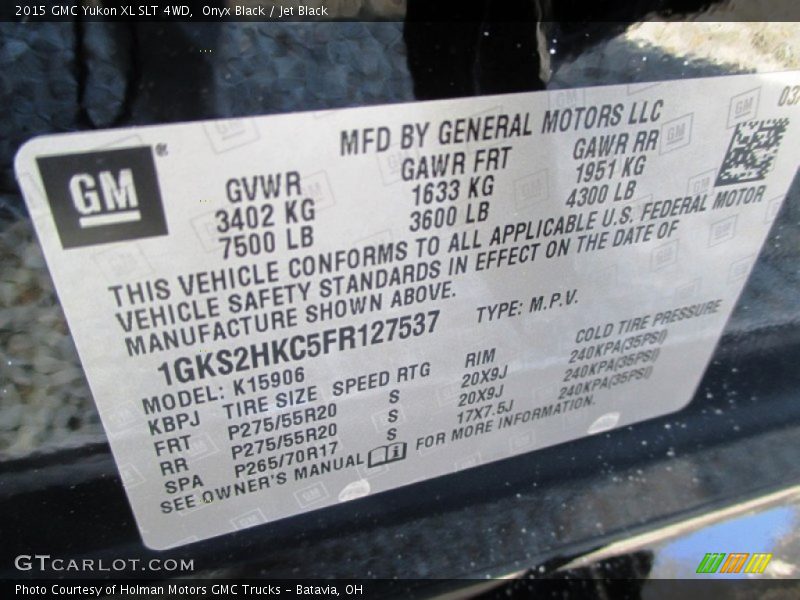 2015 GMC Yukon XL SLT 4WD, Onyx Black / Jet Black
MFD BY GENERAL MOTORS LLC
GM
GVWR GAWR FRT GAWR RR
3402 KG 1633 KG 1951 KG
7500 LB 3600 LB 4300 LB
THIS VEHICLE CONFORMS TO ALL APPLICABLE U.S. FEDERAL MOTOR
VEHICLE SAFETY STANDARDS IN EFFECT ON THE DATE OF
MANUFACTURE SHOWN ABOVE.
1GKS2HKC5FR127537 TYPE: M.P.V.
MODEL: K15906
KBPJ TIRE SIZE SPEED RTG RIM COLD TIRE PRESSURE
FRT P275/55R20 S 20X9J 240KPA(35PSI)
RR P275/55R20 S 20X9J 240KPA(35PSI)
SPA P265/70R17 S 17X7.5J 240KPA(35PSI)
SEE OWNER'S MANUAL FOR MORE INFORMATION.
GTCARLOT.COM
Photo Courtesy of Holman Motors GMC Trucks - Batavia, OH